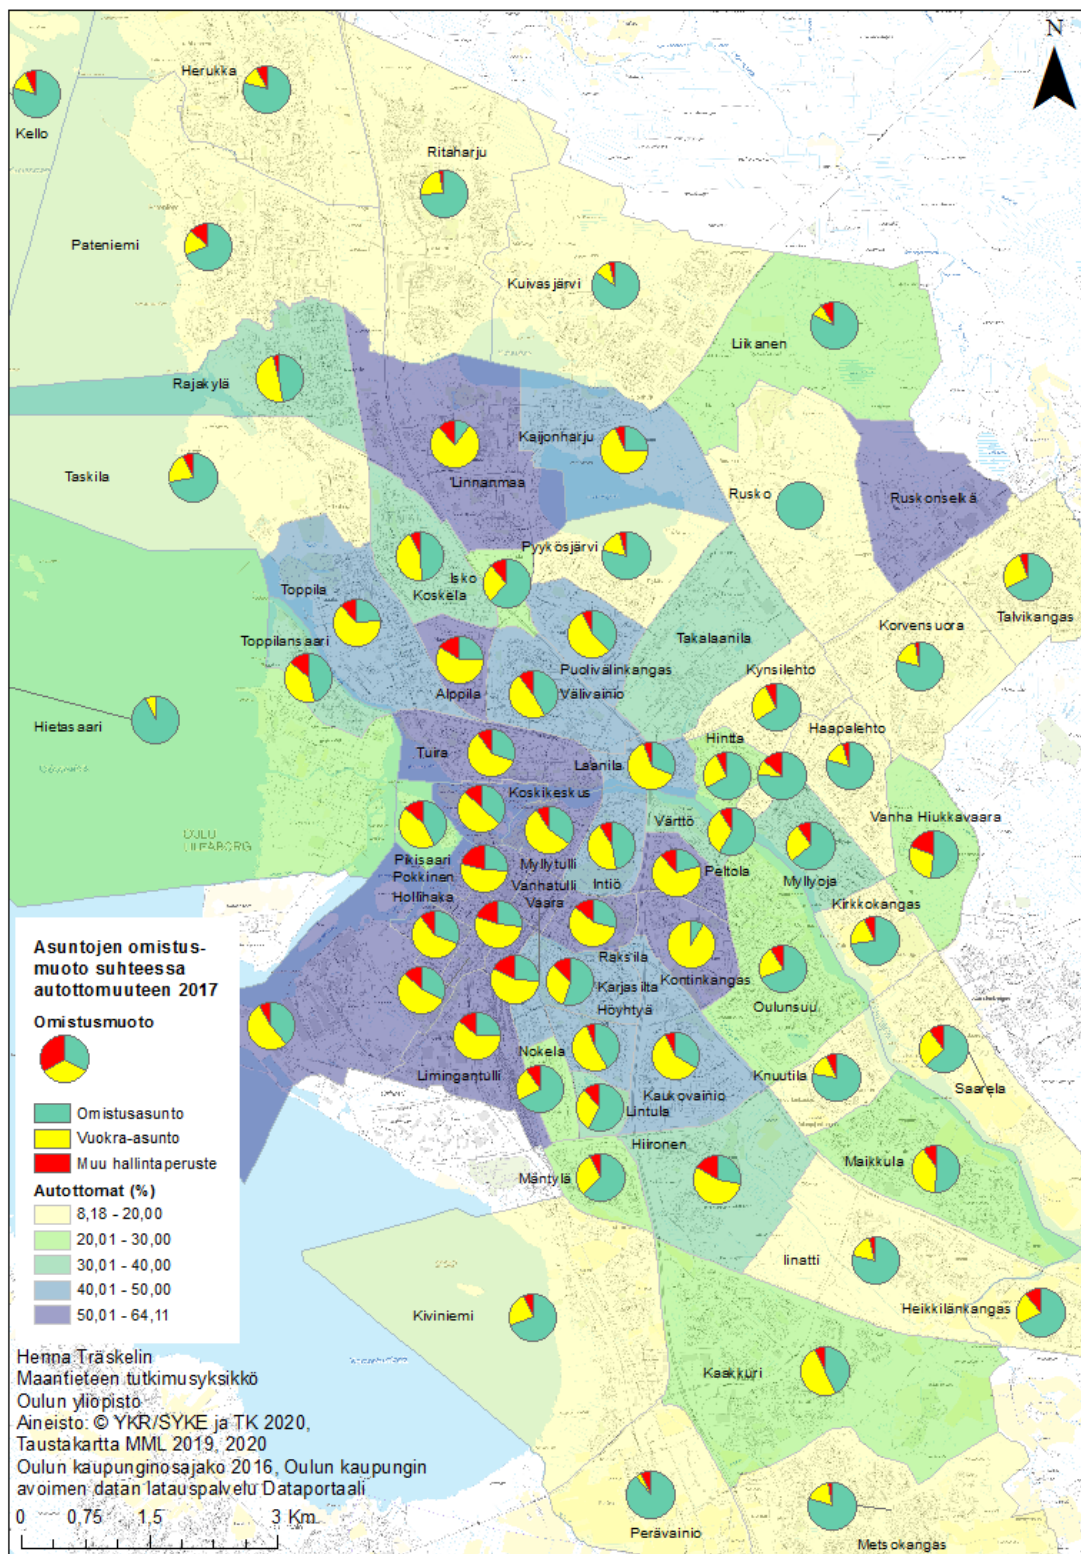 N
Herukka
Kello
Ritaharju
Pateniemi
Kuivasjärvi
Liikanen
Rajakylä
Kaijonharju
Linnanmaa
Taskila
Rusko
Ruskonselkä
Pyykösjärvi
Isko
Koskela
Toppila
Talvikangas
Korvensuora
Toppilansaari
Takalaanila
Puolivälinkangas
Kynsilehto
Alppila
Välivainio
Hietasaari
Haapalehto
Hintta
Tuira
Laanila
Koskikeskus
Värttö
Vanha Hiukkavaara
Pikisaari
Myllytulli
Peltola
Myllyoja
Pokkinen
Vanhatulli
Intiö
Hollihaka
Vaara
Kirkkokangas
OULU
ULEÅBORG
Raksila
Kontinkangas
Karjasilta
Oulunsuu
Höyhtyä
Nokela
Limingantulli
Kaukovainio
Knuutila
Saarela
Lintula
Hiironen
Mäntylä
Maikkula
Iinatti
Kiviniemi
Heikkilänkangas
Kaakkuri
Perävainio
Metsokangas
Asuntojen omistus-
muoto suhteessa
autottomuuteen 2017
Omistusmuoto
Omistusasunto
Vuokra-asunto
Muu hallintaperuste
Autottomat (%)
8,18 - 20,00
20,01 - 30,00
30,01 - 40,00
40,01 - 50,00
50,01 - 64,11
Henna Träskelin
Maantieteen tutkimusyksikkö
Oulun yliopisto
Aineisto: © YKR/SYKE ja TK 2020,
Taustakartta MML 2019, 2020
Oulun kaupunginosajako 2016, Oulun kaupungin
avoimen datan latauspalvelu Dataportaali
0 0.75 1.5 3 Km